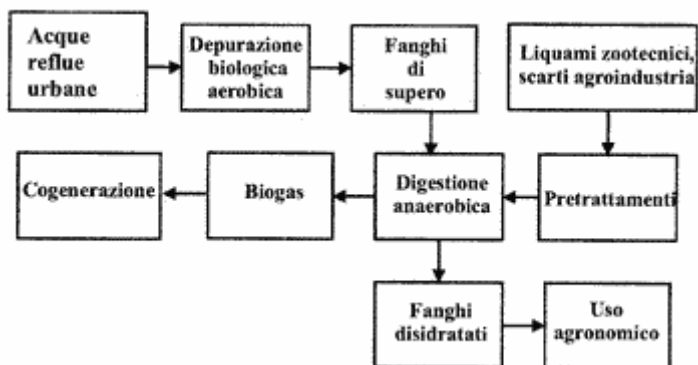 Acque
reflue
urbane
Depurazione
biologica
aerobica
Fanghi
di
supero
Liquami zootecnici,
scarti agroindustria
Cogenerazione
Biogas
Digestione
anaerobica
Pretrattamenti
Fanghi
disidratati
Uso
agronomico